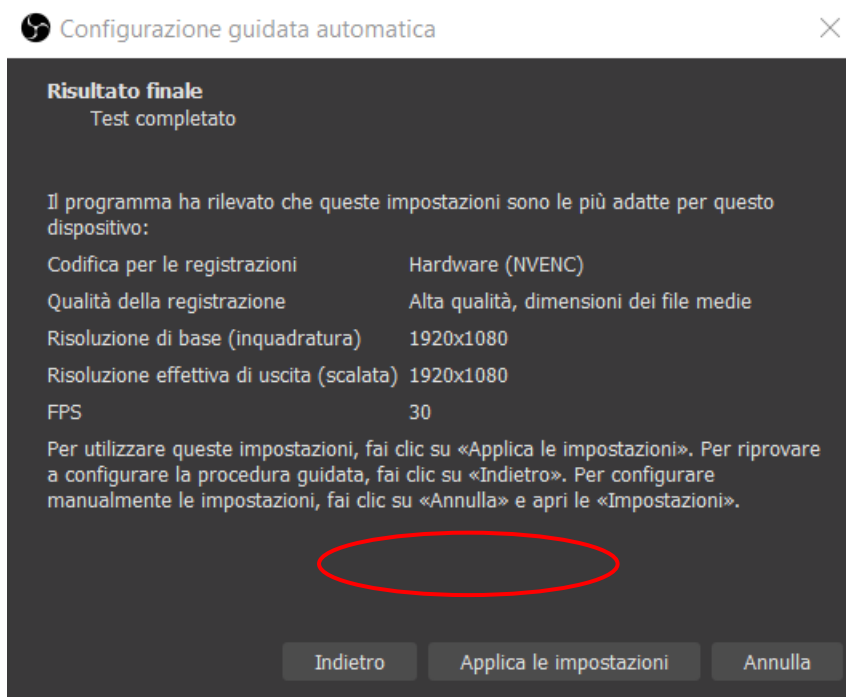 Configurazione guidata automatica
Risultato finale
Test completato
Il programma ha rilevato che queste impostazioni sono le più adatte per questo
dispositivo:
Codifica per le registrazioni Hardware (NVENC)
Qualità della registrazione Alta qualità, dimensioni dei file medie
Risoluzione di base (inquadratura) 1920x1080
Risoluzione effettiva di uscita (scalata) 1920x1080
FPS 30
Per utilizzare queste impostazioni, fai clic su «Applica le impostazioni». Per riprovare
a configurare la procedura guidata, fai clic su «Indietro». Per configurare
manualmente le impostazioni, fai clic su «Annulla» e apri le «Impostazioni».
Indietro Applica le impostazioni Annulla